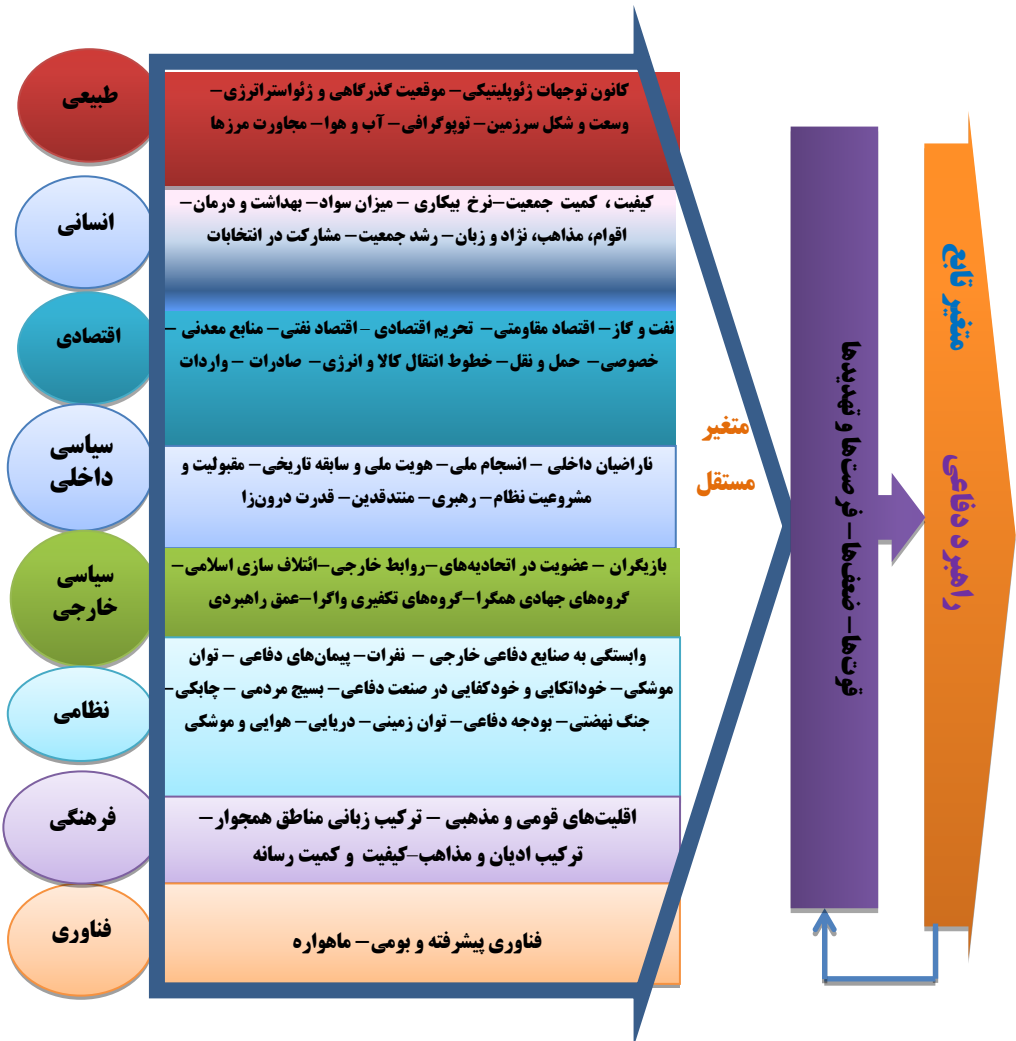 طبیعی
کانون توجهات ژئوپلیتیکی– موقعیت گذرگاهی و ژئواستراترژی–
وسعت و شکل سرزمین– توپوگرافی– آب و هوا– مجاورت مرزها
انسانی
کیفیت ، کمیت جمعیت–نرخ بیکاری – میزان سواد– بهداشت و درمان–
اقوام، مذاهب، نژاد و زبان– رشد جمعیت– مشارکت در انتخابات
اقتصادی
نفت و گاز– اقتصاد مقاومتی– تحریم اقتصادی – اقتصاد نفتی– منابع معدنی –
خصوصی– حمل و نقل– خطوط انتقال کالا و انرژی– صادرات – واردات
سیاسی
داخلی
ناراضیان داخلی – انسجام ملی– هویت ملی و سابقه تاریخی– مقبولیت و
مشروعیت نظام– رهبری– منتدقدین– قدرت درون‌زا
سیاسی
خارجی
بازیگران – عضویت در اتحادیه‌های–روابط خارجی–ائتلاف سازی اسلامی–
گروه‌های جهادی همگرا–گروه‌های تکفیری واگرا–عمق راهبردی
نظامی
وابستگی به صنایع دفاعی خارجی – نفرات– پیمان‌های دفاعی – توان
موشکی– خوداتکایی و خودکفایی در صنعت دفاعی– بسیج مردمی – چابکی–
جنگ نهضتی– بودجه دفاعی– توان زمینی– دریایی– هوایی و موشکی
فرهنگی
اقلیت‌های قومی و مذهبی – ترکیب زبانی مناطق همجوار–
ترکیب ادیان و مذاهب–کیفیت و کمیت رسانه
فناوری
فناوری پیشرفته و بومی– ماهواره
متغیر
مستقل
قوت‌ها– ضعف‌ها– فرصت‌ها و تهدیدها
متغیر تابع
راهبرد دفاعی